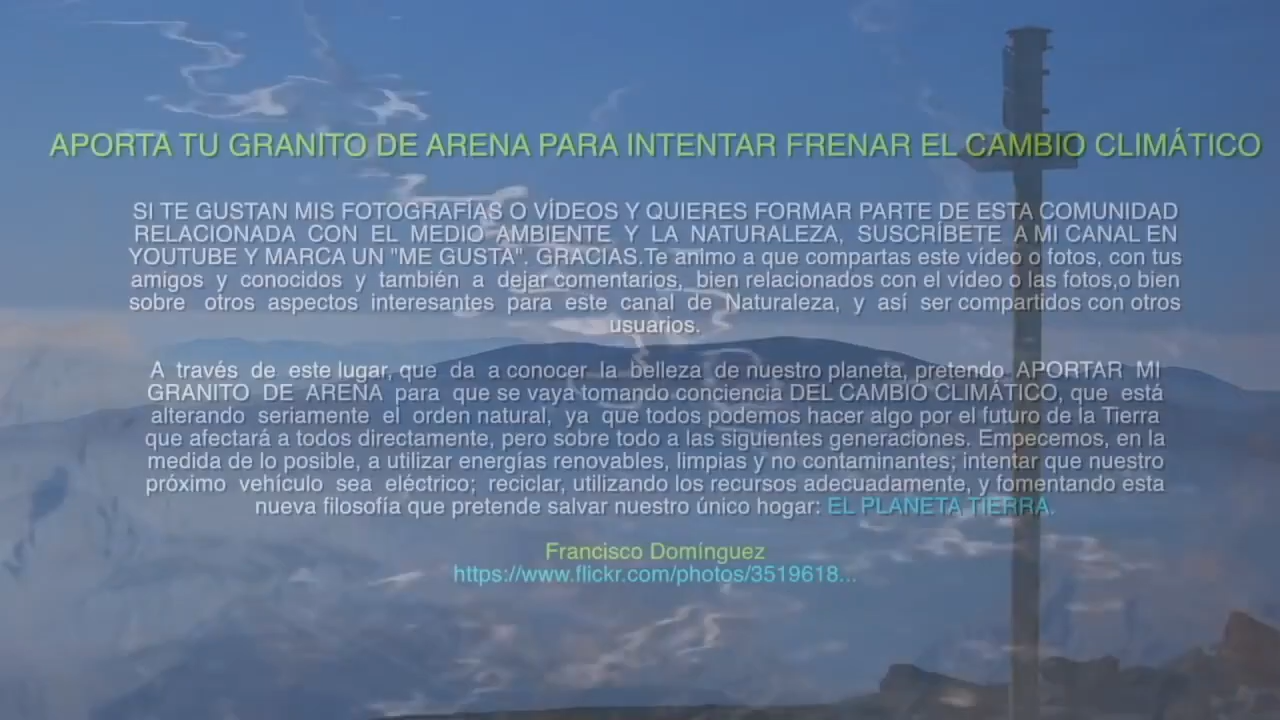 APORTA TU GRANITO DE ARENA PARA INTENTAR FRENAR EL CAMBIO CLIMÁTICO
SI TE GUSTAN MIS FOTOGRAFÍAS O VÍDEOS Y QUIERES FORMAR PARTE DE ESTA COMUNIDAD
RELACIONADA CON EL MEDIO AMBIENTE Y LA NATURALEZA, SUSCRÍBETE A MI CANAL EN
YOUTUBE Y MARCA UN "ME GUSTA". GRACIAS.Te animo a que compartas este vídeo o fotos, con tus
amigos y conocidos y también a dejar comentarios, bien relacionados con el vídeo o las fotos,o bien
sobre otros aspectos interesantes para este canal de Naturaleza, y así ser compartidos con otros
usuarios.
A través de este lugar, que da a conocer la belleza de nuestro planeta, pretendo APORTAR MI
GRANITO DE ARENA para que se vaya tomando conciencia DEL CAMBIO CLIMÁTICO, que está
alterando seriamente el orden natural, ya que todos podemos hacer algo por el futuro de la Tierra
que afectará a todos directamente, pero sobre todo a las siguientes generaciones. Empecemos, en la
medida de lo posible, a utilizar energías renovables, limpias y no contaminantes; intentar que nuestro
próximo vehículo sea eléctrico; reciclar, utilizando los recursos adecuadamente, y fomentando esta
nueva filosofía que pretende salvar nuestro único hogar: EL PLANETA TIERRA.
Francisco Domínguez
https://www.flickr.com/photos/3519618...